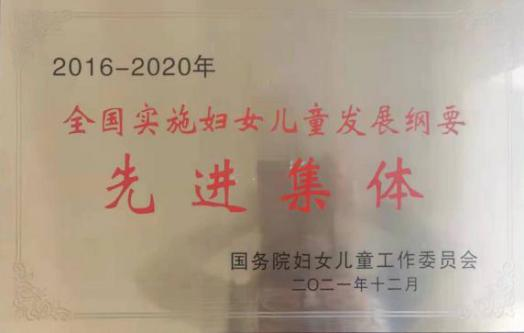 2016-2020年
全国实施妇女儿童发展纲要
先进集体
国务院妇女儿童工作委员会
二〇二一年十二月